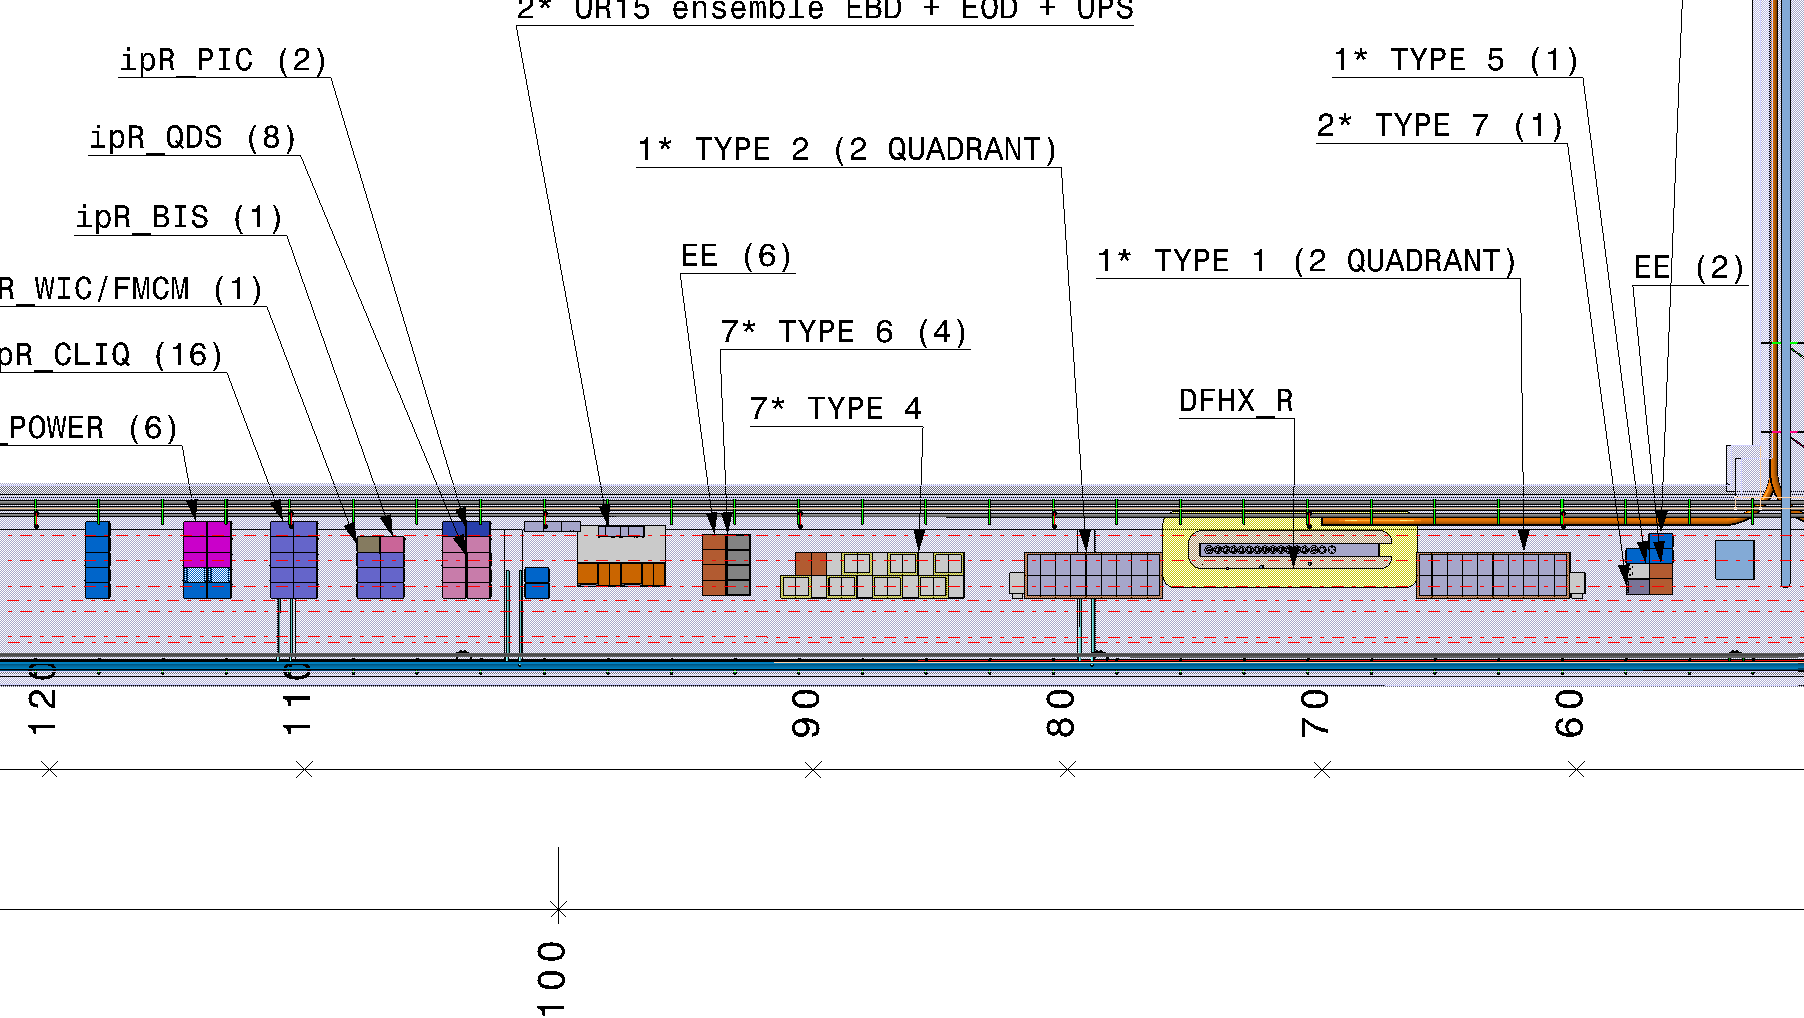 2* UR15 ensemble EBD + EOD + UPS
ipR_PIC (2)
1* TYPE 5 (1)
ipR_QDS (8)
2* TYPE 7 (1)
1* TYPE 2 (2 QUADRANT)
ipR_BIS (1)
EE (6)
1* TYPE 1 (2 QUADRANT)
EE (2)
R_WIC/FMCM (1)
7* TYPE 6 (4)
pR_CLIQ (16)
DFHX_R
7* TYPE 4
_POWER (6)
120
110
90
80
70
60
100